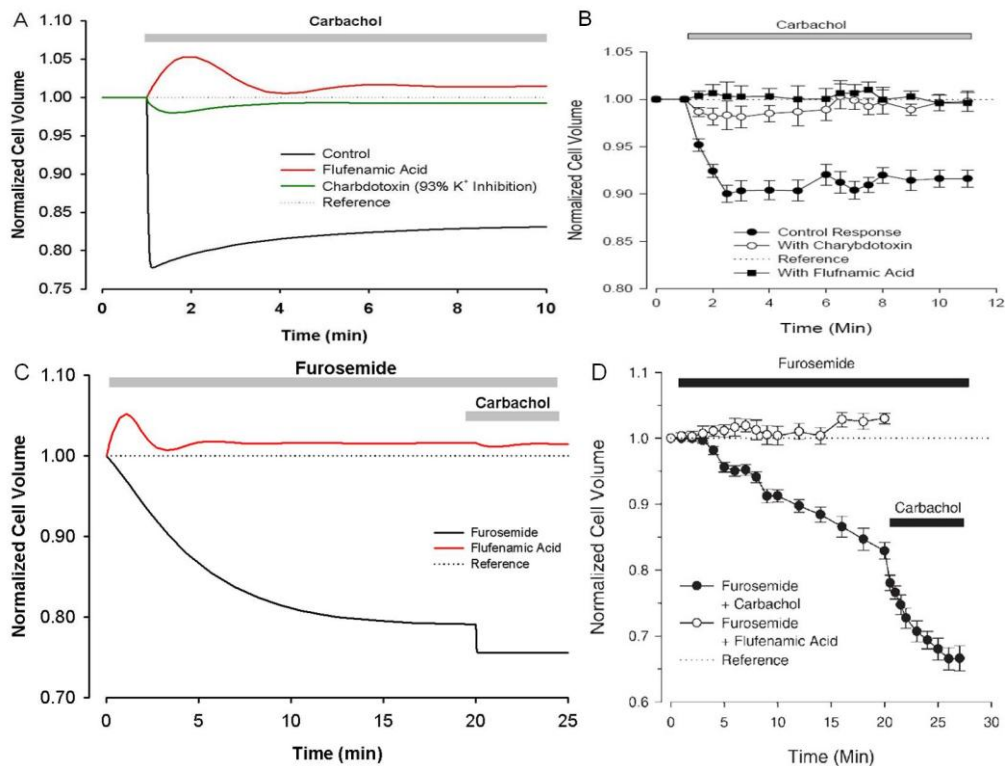 A
Carbachol
1.10
1.05
1.00
0.95
0.90
0.85
0.80
0.75
Normalized Cell Volume
Control
Flufenamic Acid
Charbdotoxin (93% K⁺ Inhibition)
Reference
0 2 4 6 8 10
Time (min)
B
Carbachol
1.05
1.00
0.95
0.90
0.85
0.80
Normalized Cell Volume
Control Response
With Charybdotoxin
Reference
With Flufnamic Acid
0 2 4 6 8 10 12
Time (Min)
C
Furosemide
Carbachol
1.10
1.00
0.90
0.80
0.70
Normalized Cell Volume
Furosemide
Flufenamic Acid
Reference
0 5 10 15 20 25
Time (min)
D
Furosemide
Carbachol
1.1
1.0
0.9
0.8
0.7
0.6
Normalized Cell Volume
Furosemide
+ Carbachol
Furosemide
+ Flufenamic Acid
Reference
0 5 10 15 20 25 30
Time (Min)